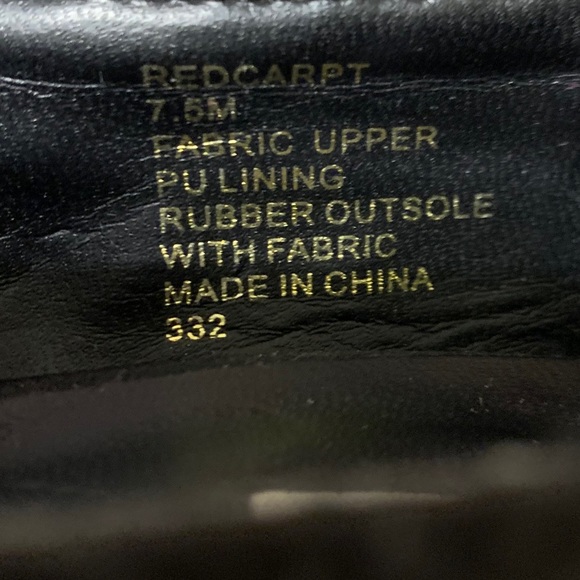 REDCARPT
7.5M
FABRIC UPPER
PU LINING
RUBBER OUTSOLE
WITH FABRIC
MADE IN CHINA
332